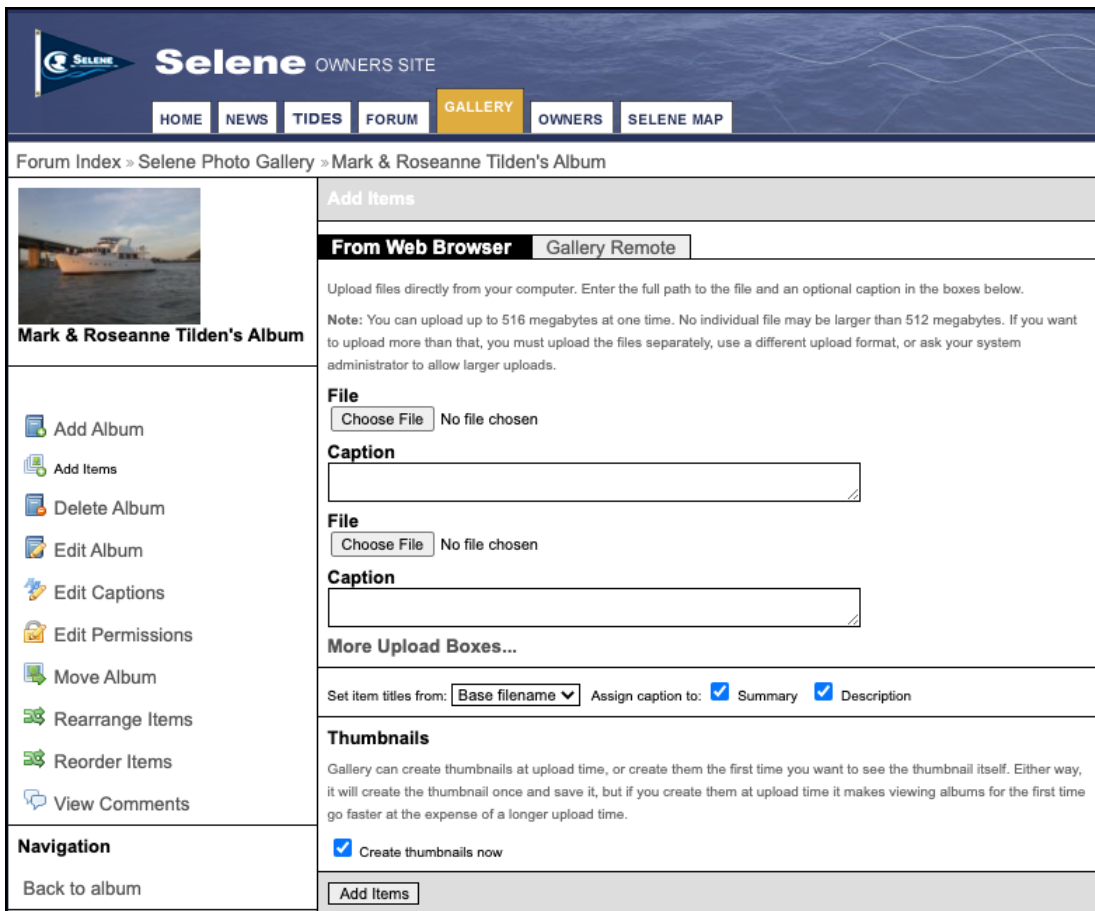 SELENE
Selene OWNERS SITE
HOME NEWS TIDES FORUM GALLERY OWNERS SELENE MAP
Forum Index » Selene Photo Gallery » Mark & Roseanne Tilden's Album
Mark & Roseanne Tilden's Album
Add Album
Add Items
Delete Album
Edit Album
Edit Captions
Edit Permissions
Move Album
Rearrange Items
Reorder Items
View Comments
Navigation
Back to album
Add Items
From Web Browser Gallery Remote
Upload files directly from your computer. Enter the full path to the file and an optional caption in the boxes below.
Note: You can upload up to 516 megabytes at one time. No individual file may be larger than 512 megabytes. If you want
to upload more than that, you must upload the files separately, use a different upload format, or ask your system
administrator to allow larger uploads.
File
Choose File No file chosen
Caption
File
Choose File No file chosen
Caption
More Upload Boxes...
Set item titles from: Base filename Assign caption to: Summary Description
Thumbnails
Gallery can create thumbnails at upload time, or create them the first time you want to see the thumbnail itself. Either way,
it will create the thumbnail once and save it, but if you create them at upload time it makes viewing albums for the first time
go faster at the expense of a longer upload time.
Create thumbnails now
Add Items